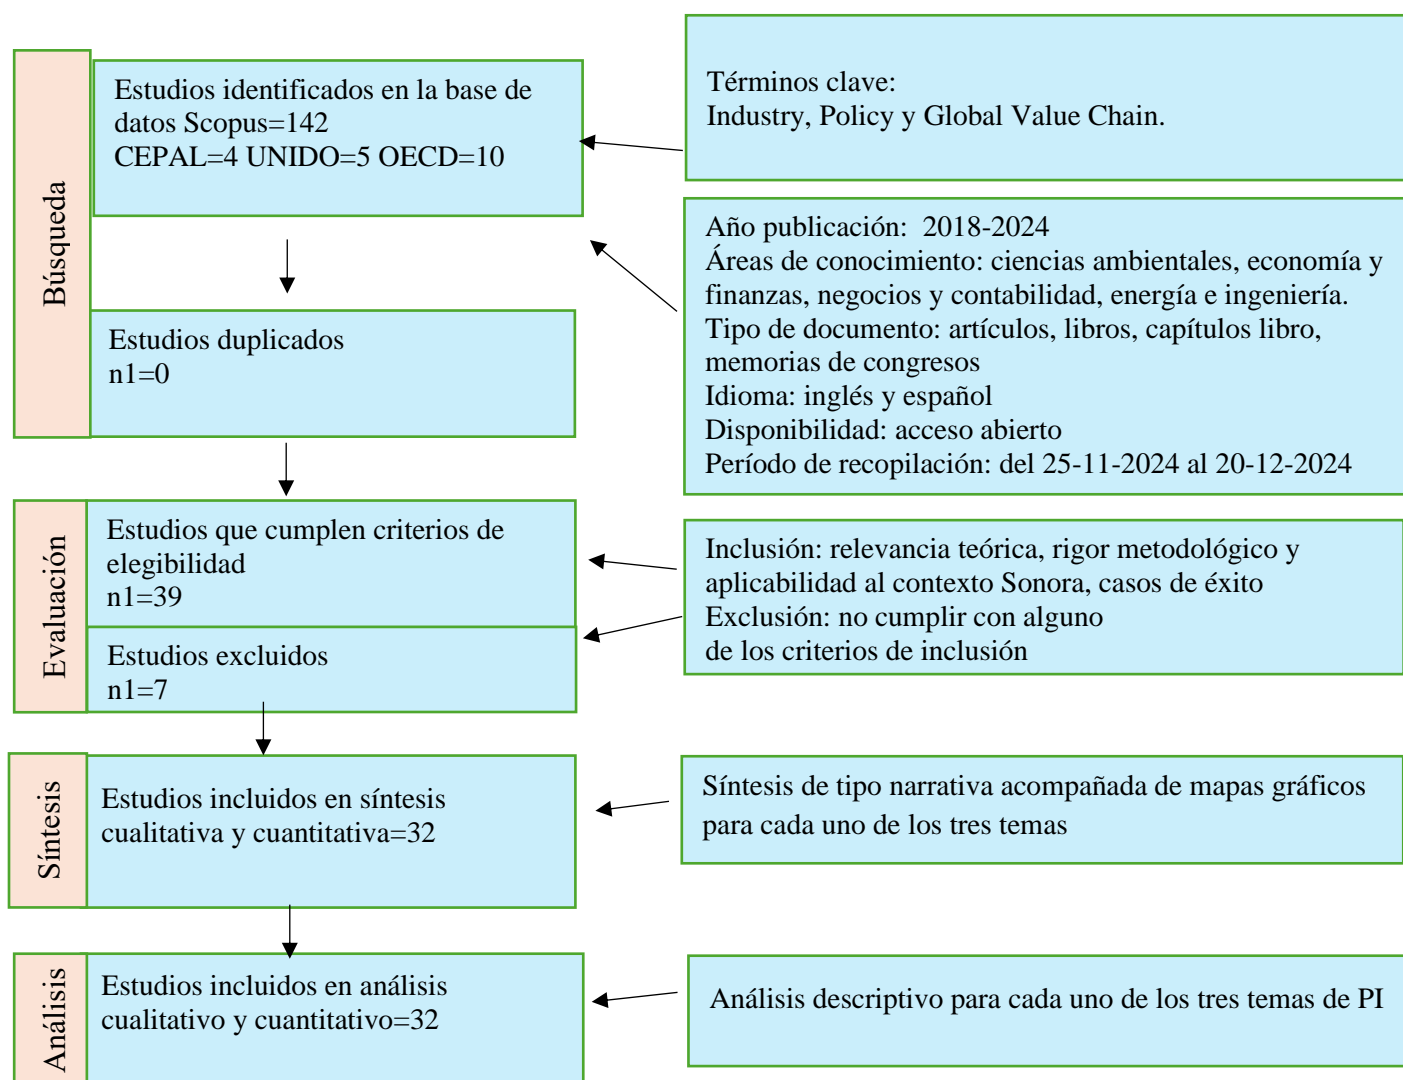 Búsqueda
Estudios identificados en la base de
datos Scopus=142
CEPAL=4 UNIDO=5 OECD=10
Términos clave:
Industry, Policy y Global Value Chain.
Año publicación: 2018-2024
Áreas de conocimiento: ciencias ambientales, economía y
finanzas, negocios y contabilidad, energía e ingeniería.
Tipo de documento: artículos, libros, capítulos libro,
memorias de congresos
Idioma: inglés y español
Disponibilidad: acceso abierto
Período de recopilación: del 25-11-2024 al 20-12-2024
Estudios duplicados
n1=0
Evaluación
Estudios que cumplen criterios de
elegibilidad
n1=39
Estudios excluidos
n1=7
Inclusión: relevancia teórica, rigor metodológico y
aplicabilidad al contexto Sonora, casos de éxito
Exclusión: no cumplir con alguno
de los criterios de inclusión
Síntesis
Estudios incluidos en síntesis
cualitativa y cuantitativa=32
Síntesis de tipo narrativa acompañada de mapas gráficos
para cada uno de los tres temas
Análisis
Estudios incluidos en análisis
cualitativo y cuantitativo=32
Análisis descriptivo para cada uno de los tres temas de PI